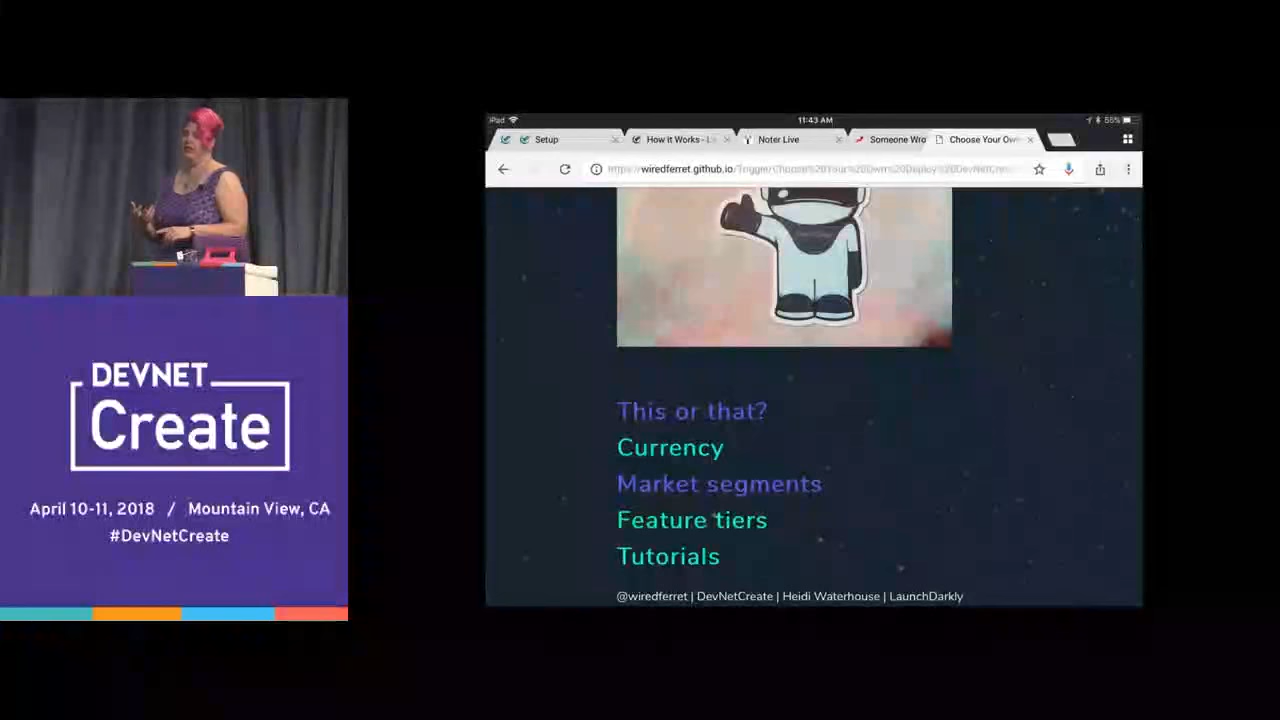 DEVNET
Create
April 10-11, 2018 / Mountain View, CA
#DevNetCreate
iPad
11:43 AM
Setup
How it Works - L
Noter Live
Someone Wro
Choose Your Own
https://wiredferret.github.io/
This or that?
Currency
Market segments
Feature tiers
Tutorials
@wiredferret | DevNetCreate | Heidi Waterhouse | LaunchDarkly